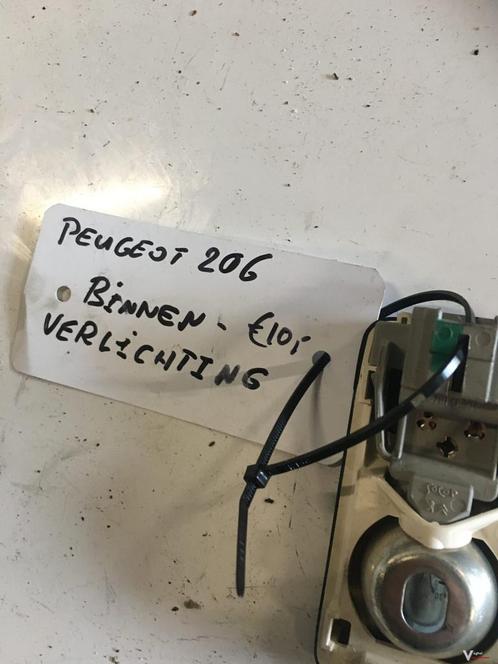 PEUGEOT 206
BINNEN - €10,-
VERLICHTING